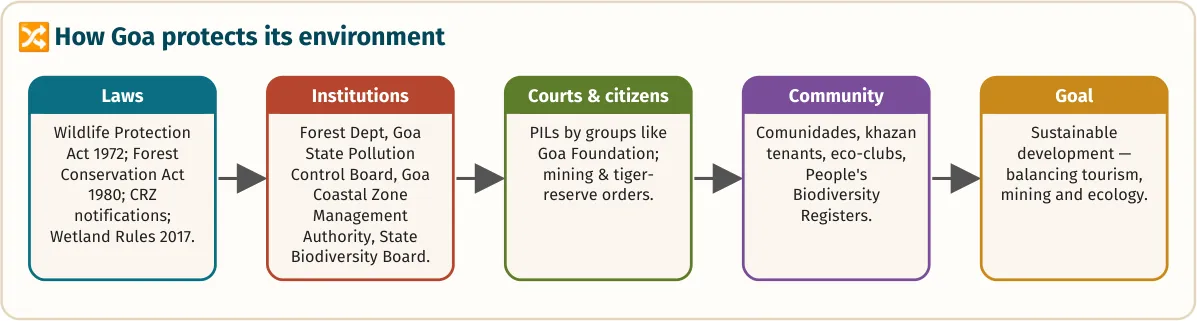 🔀 How Goa protects its environment
Laws
Wildlife Protection
Act 1972; Forest
Conservation Act
1980; CRZ
notifications;
Wetland Rules 2017.
Institutions
Forest Dept, Goa
State Pollution
Control Board, Goa
Coastal Zone
Management
Authority, State
Biodiversity Board.
Courts & citizens
PILs by groups like
Goa Foundation;
mining & tiger-
reserve orders.
Community
Comunidades, khazan
tenants, eco-clubs,
People's
Biodiversity
Registers.
Goal
Sustainable
development —
balancing tourism,
mining and ecology.